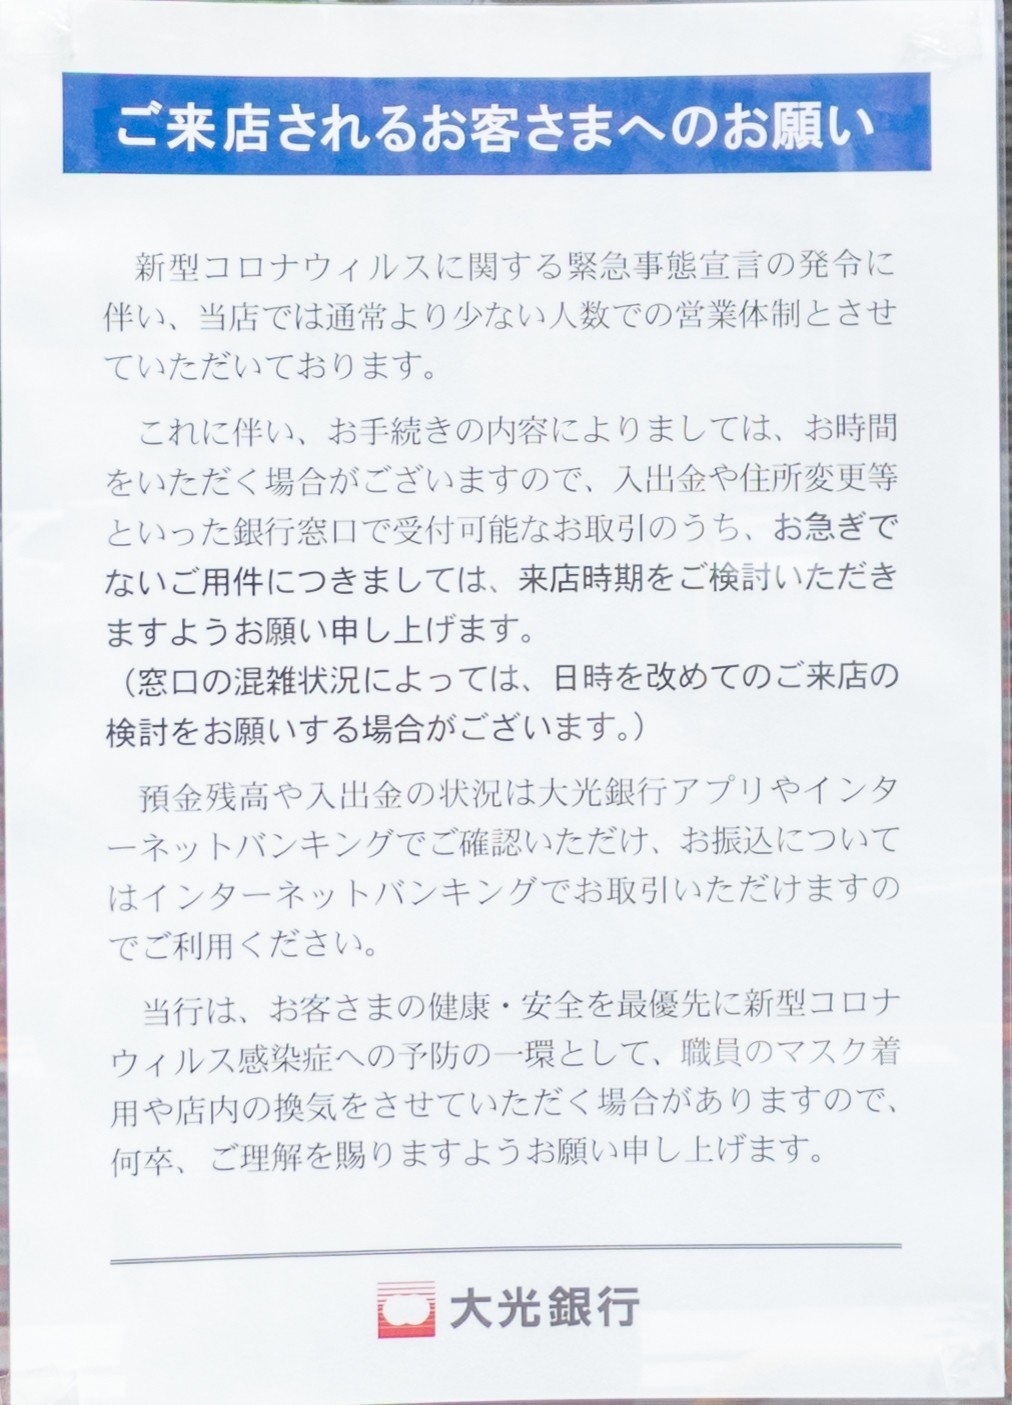 ご来店されるお客さまへのお願い
新型コロナウィルスに関する緊急事態宣言の発令に
伴い、当店では通常より少ない人数での営業体制とさせ
ていただいております。
これに伴い、お手続きの内容によりましては、お時間
をいただく場合がございますので、入出金や住所変更等
といった銀行窓口で受付可能なお取引のうち、お急ぎで
ないご用件につきましては、来店時期をご検討いただき
ますようお願い申し上げます。
（窓口の混雑状況によっては、日時を改めてのご来店の
検討をお願いする場合がございます。）
預金残高や入出金の状況は大光銀行アプリやインタ
ーネットバンキングでご確認いただけ、お振込について
はインターネットバンキングでお取引いただけますの
でご利用ください。
当行は、お客さまの健康・安全を最優先に新型コロナ
ウィルス感染症への予防の一環として、職員のマスク着
用や店内の換気をさせていただく場合がありますので、
何卒、ご理解を賜りますようお願い申し上げます。
大光銀行